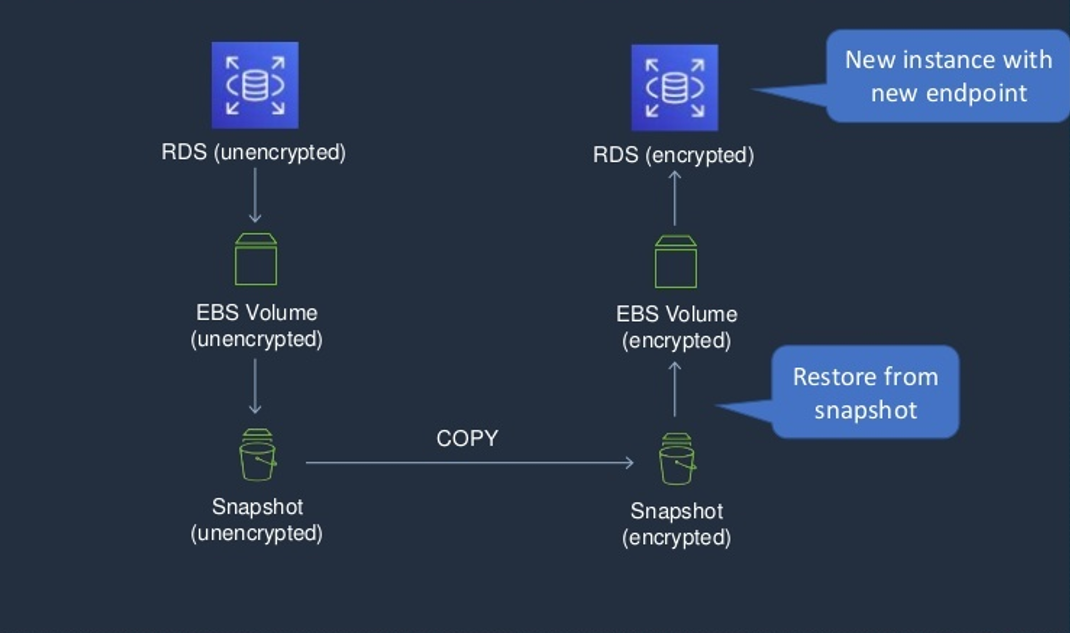 RDS (unencrypted)
EBS Volume
(unencrypted)
Snapshot
(unencrypted)
COPY
RDS (encrypted)
New instance with
new endpoint
EBS Volume
(encrypted)
Restore from
snapshot
Snapshot
(encrypted)